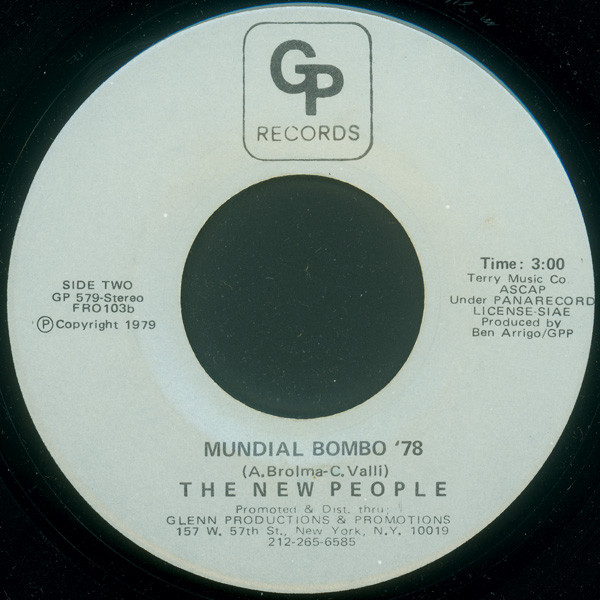 GP
RECORDS
SIDE TWO
GP 579-Stereo
FRO103b
Ⓟ Copyright 1979
Time: 3:00
Terry Music Co
ASCAP
Under PANARECORD
LICENSE-SIAE
Produced by
Ben Arrigo/GPP
MUNDIAL BOMBO '78
(A.Brolma-C.Valli)
THE NEW PEOPLE
Promoted & Dist. thru:
GLENN PRODUCTIONS & PROMOTIONS
157 W. 57th St., New York, N.Y. 10019
212-265-6585